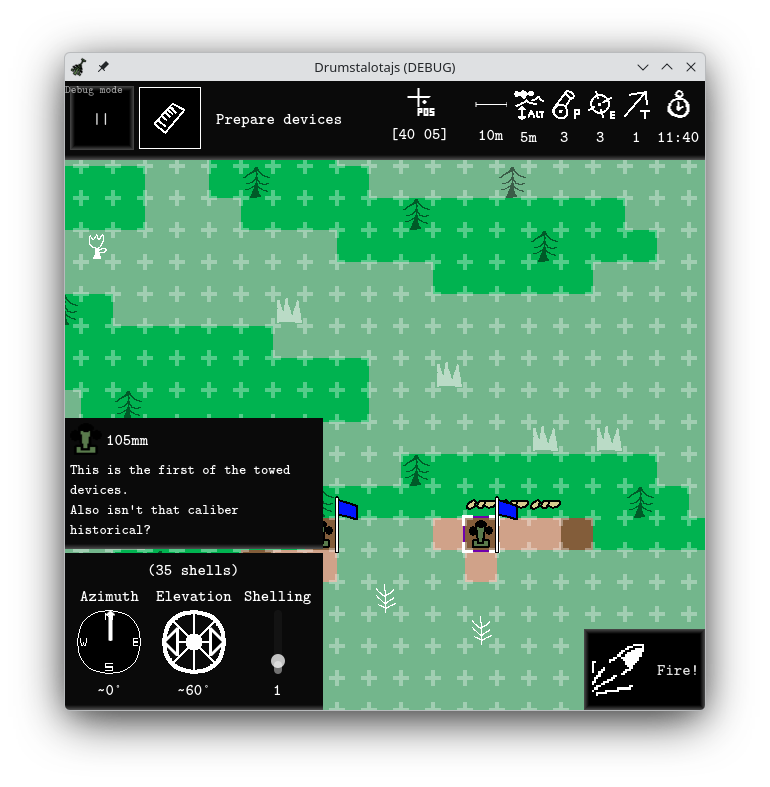 Drumstalotajs (DEBUG)
Debug mode
Prepare devices
POS
[40 05]
10m
ALT
5m
P
3
E
3
T
1
11:40
105mm
This is the first of the towed
devices.
Also isn't that caliber
historical?
(35 shells)
Azimuth Elevation Shelling
N
W E
S
~0° ~60° 1
Fire!